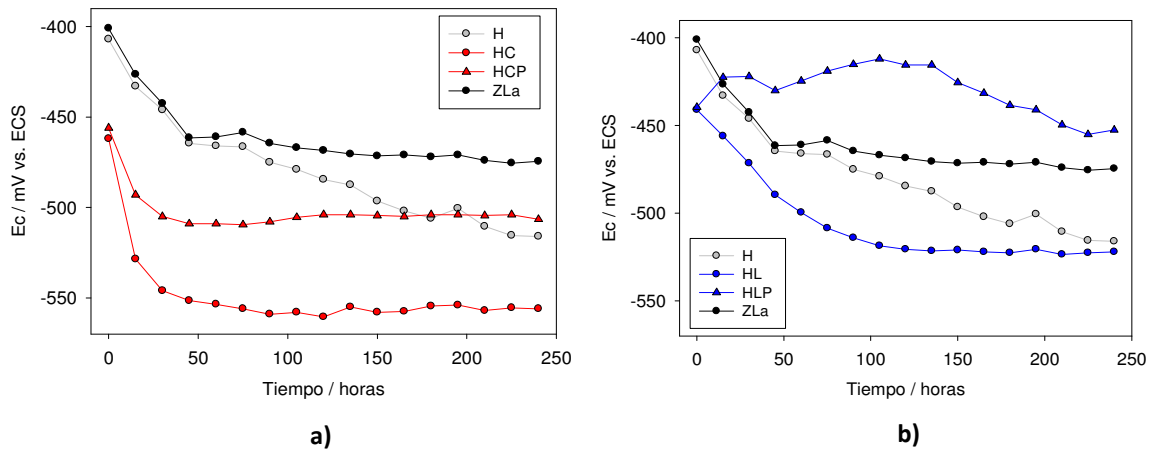 Ec / mV vs. ECS
-400
-450
-500
-550
H
HC
HCP
ZLa
0
50
100
150
200
250
Tiempo / horas
a)
Ec / mV vs. ECS
-400
-450
-500
-550
H
HL
HLP
ZLa
0
50
100
150
200
250
Tiempo / horas
b)